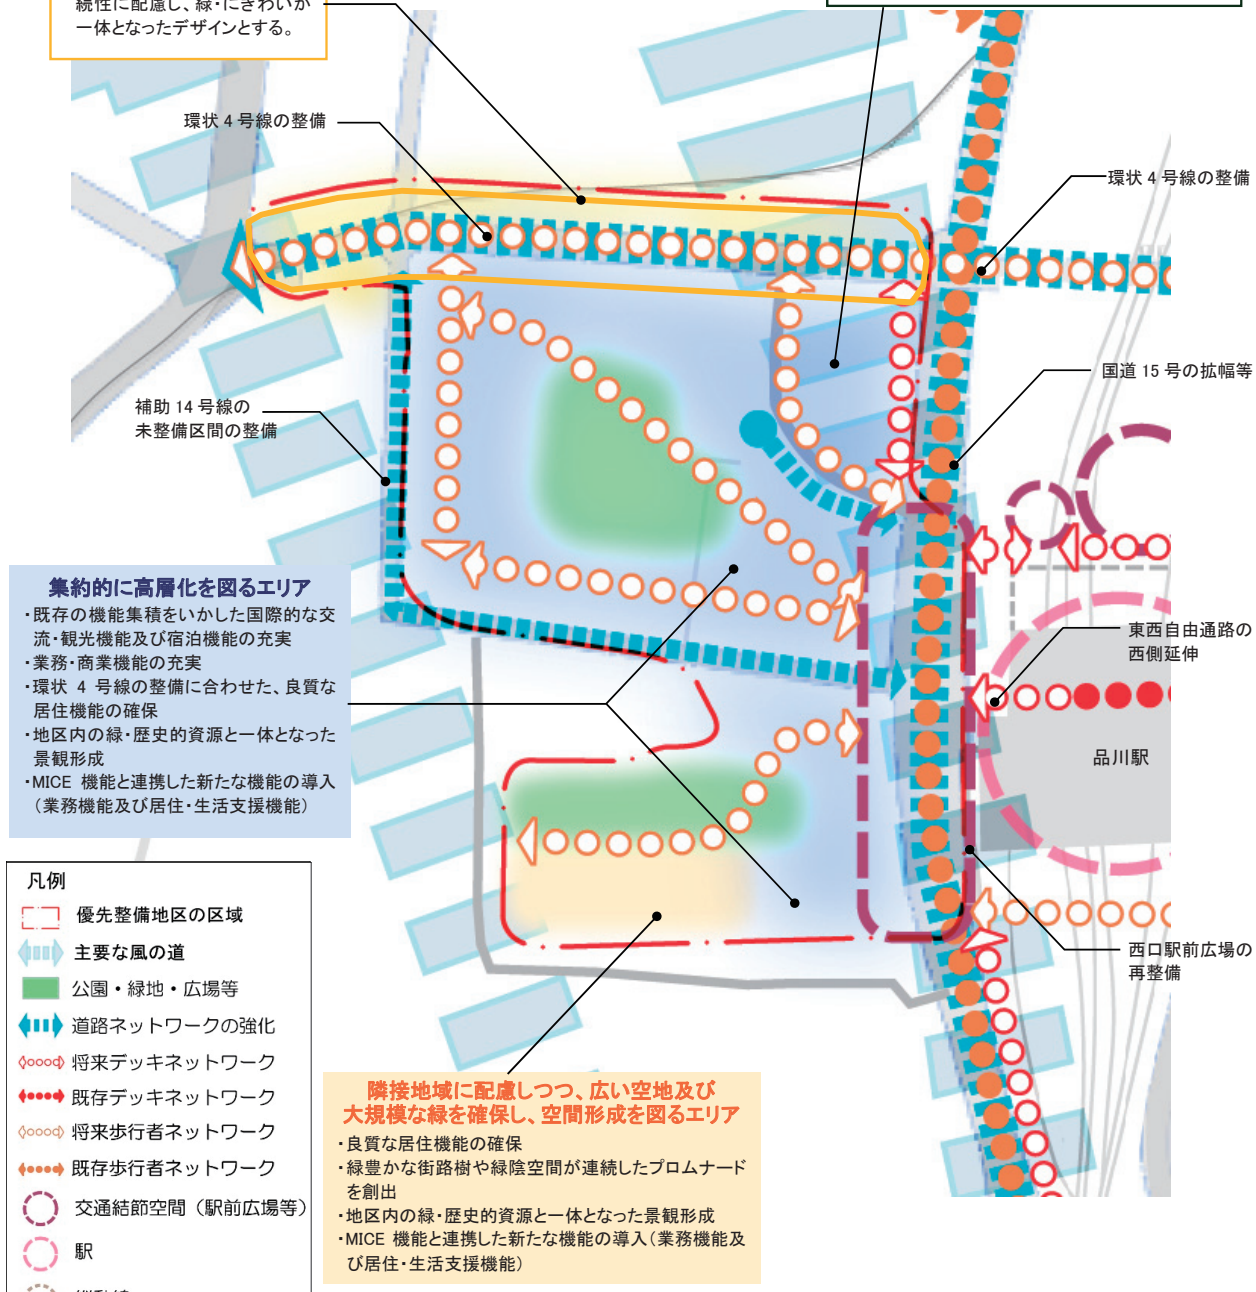 続性に配慮し、緑・にぎわいが
一体となったデザインとする。
環状 4 号線の整備
環状 4 号線の整備
国道 15 号の拡幅等
補助 14 号線の
未整備区間の整備
集約的に高層化を図るエリア
・既存の機能集積をいかした国際的な交
流・観光機能及び宿泊機能の充実
・業務・商業機能の充実
・環状 4 号線の整備に合わせた、良質な
居住機能の確保
・地区内の緑・歴史的資源と一体となった
景観形成
・MICE 機能と連携した新たな機能の導入
(業務機能及び居住・生活支援機能)
東西自由通路の
西側延伸
品川駅
西口駅前広場の
再整備
凡例
優先整備地区の区域
主要な風の道
公園・緑地・広場等
道路ネットワークの強化
将来デッキネットワーク
既存デッキネットワーク
将来歩行者ネットワーク
既存歩行者ネットワーク
交通結節空間（駅前広場等）
駅
隣接地域に配慮しつつ、広い空地及び
大規模な緑を確保し、空間形成を図るエリア
・良質な居住機能の確保
・緑豊かな街路樹や緑陰空間が連続したプロムナード
を創出
・地区内の緑・歴史的資源と一体となった景観形成
・MICE 機能と連携した新たな機能の導入(業務機能及
び居住・生活支援機能)